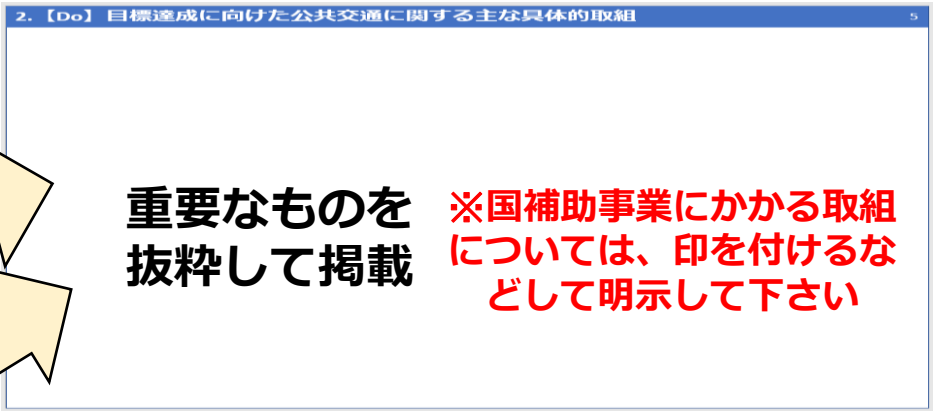 2.【Do】目標達成に向けた公共交通に関する主な具体的取組 5
重要なものを
抜粋して掲載
※国補助事業にかかる取組
については、印を付けるな
どして明示して下さい